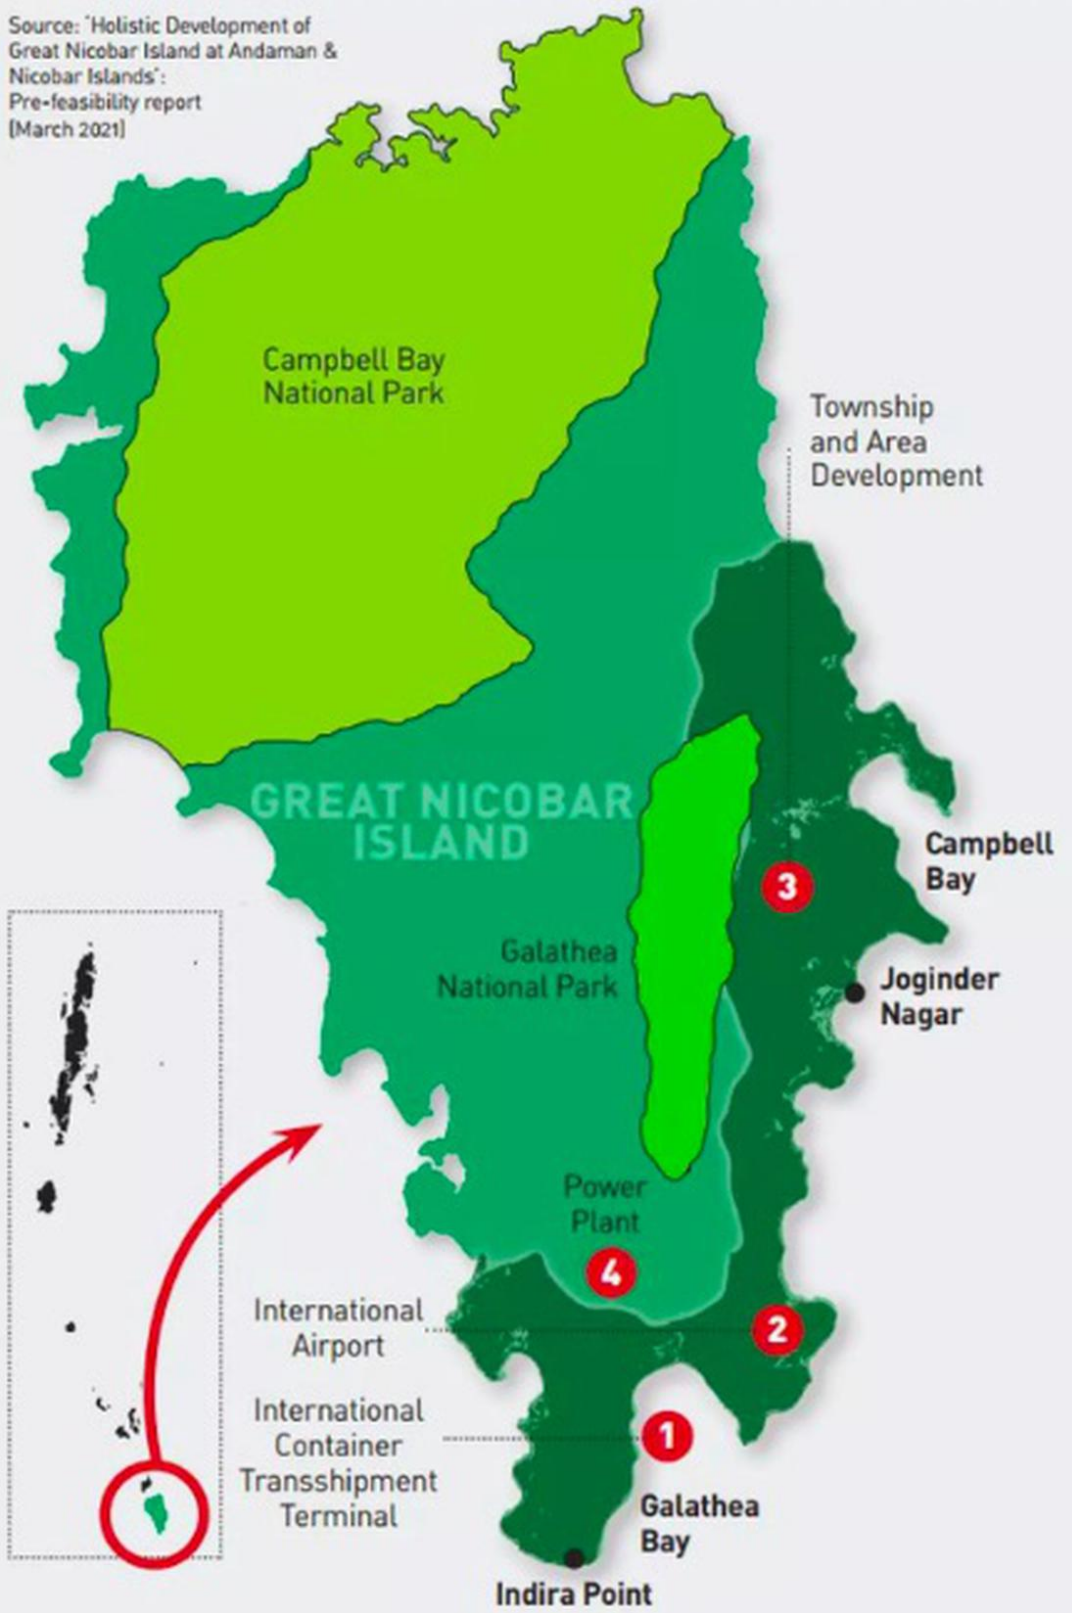 Source: 'Holistic Development of
Great Nicobar Island at Andaman &
Nicobar Islands':
Pre-feasibility report
(March 2021)
Campbell Bay
National Park
Township
and Area
Development
GREAT NICOBAR
ISLAND
Campbell
Bay
3
Galathea
National Park
Joginder
Nagar
Power
Plant
4
International
Airport
2
International
Container
Transshipment
Terminal
1
Galathea
Bay
Indira Point